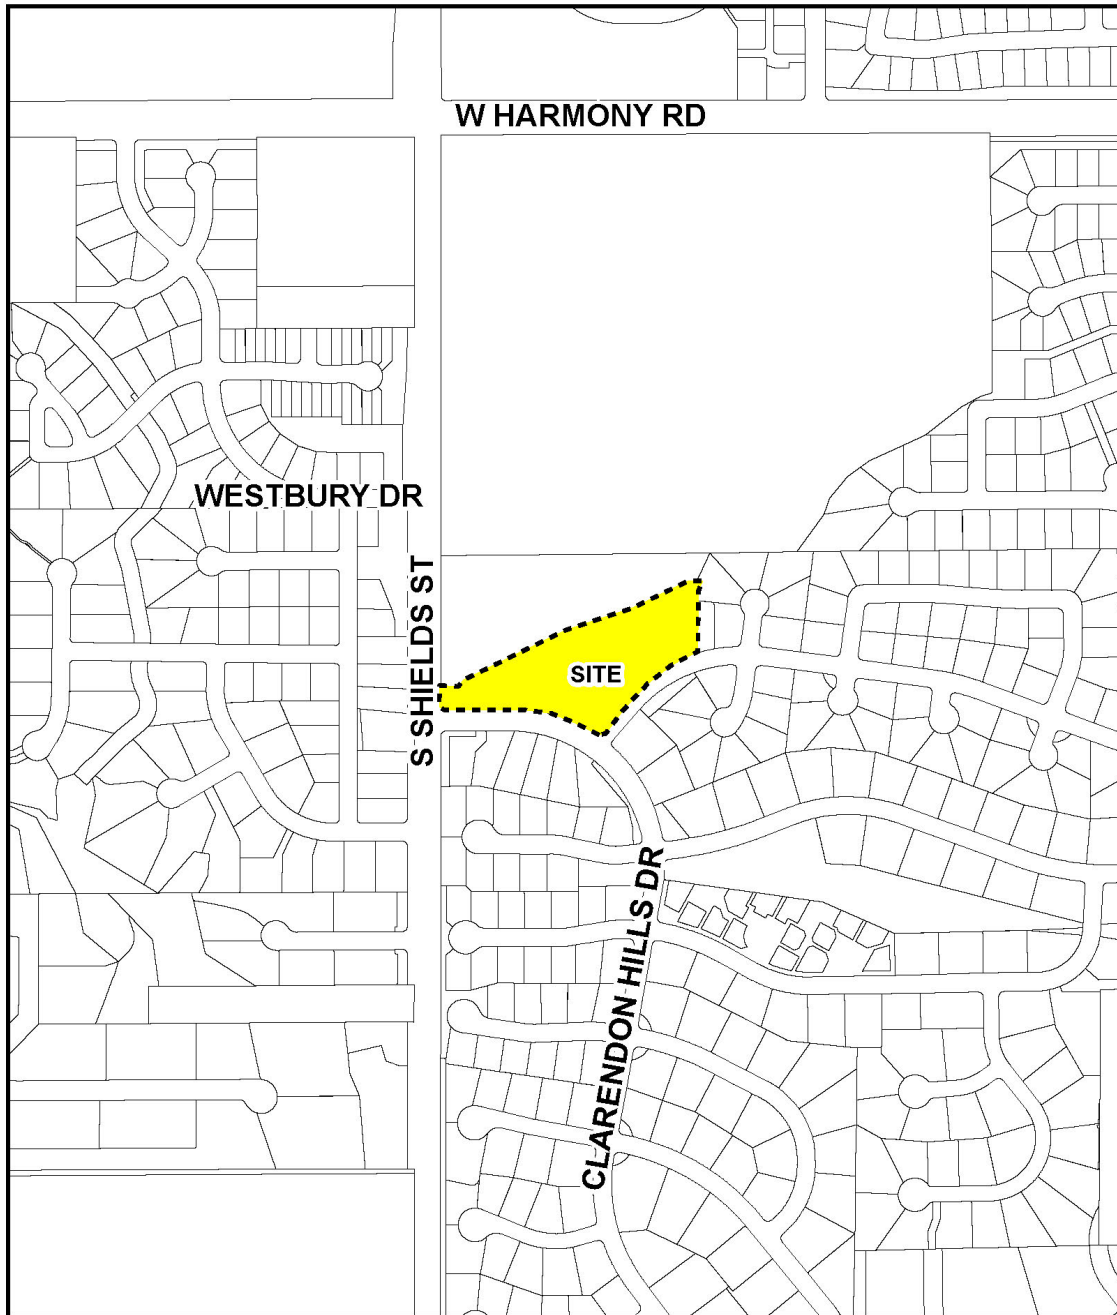 W HARMONY RD
WESTBURY DR
S SHIELDS ST
SITE
CLARENDON HILLS DR